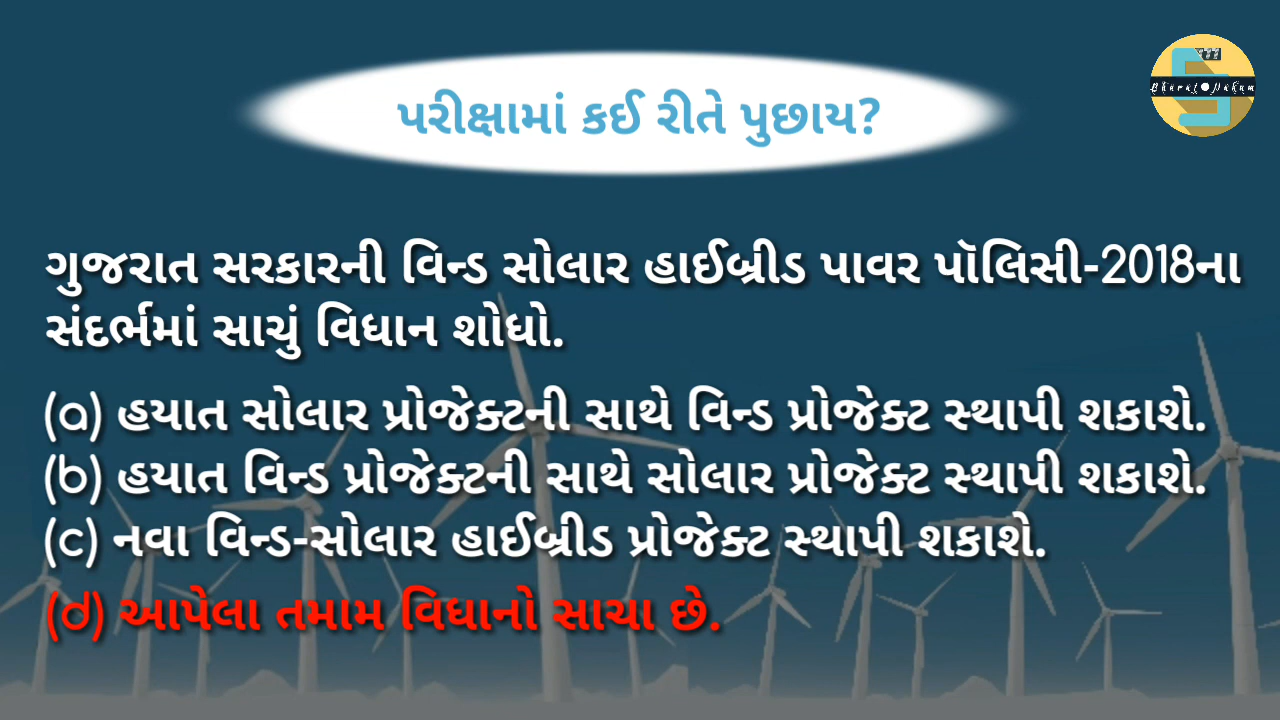 પરીક્ષામાં કઈ રીતે પુછાય?
ગુજરાત સરકારની વિન્ડ સોલાર હાઈબ્રીડ પાવર પૉલિસી-2018ના
સંદર્ભમાં સાચું વિધાન શોધો.
(a) હયાત સોલાર પ્રોજેક્ટની સાથે વિન્ડ પ્રોજેક્ટ સ્થાપી શકાશે.
(b) હયાત વિન્ડ પ્રોજેક્ટની સાથે સોલાર પ્રોજેક્ટ સ્થાપી શકાશે.
(c) નવા વિન્ડ-સોલાર હાઈબ્રીડ પ્રોજેક્ટ સ્થાપી શકાશે.
(d) આપેલા તમામ વિધાનો સાચા છે.